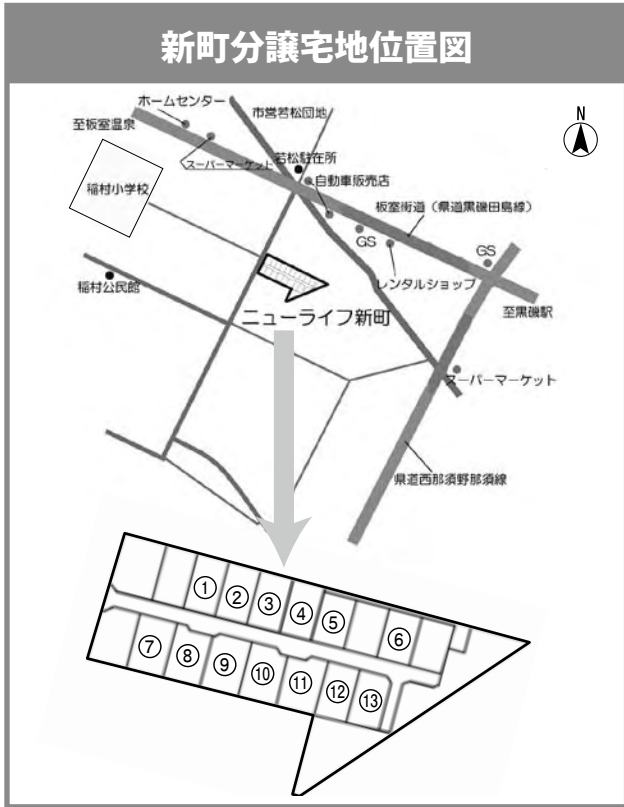 新町分譲宅地位置図
ホームセンター
市営若松団地
N
至板室温泉
スーパーマーケット
若松駐在所
自動車販売店
稲村小学校
板室街道（県道黒磯田島線）
GS
GS
レンタルショップ
稲村公民館
ニューライフ新町
至黒磯駅
スーパーマーケット
県道西那須野那須線
① ② ③ ④ ⑤ ⑥
⑦ ⑧ ⑨ ⑩ ⑪ ⑫ ⑬